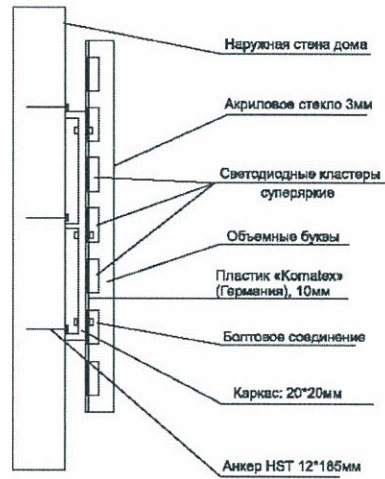 Наружная стена дома
Акриловое стекло 3мм
Светодиодные кластеры
суперяркие
Объемные буквы
Пластик «Komatex»
(Германия), 10мм
Болтовое соединение
Каркас: 20*20мм
Анкер HST 12*185мм